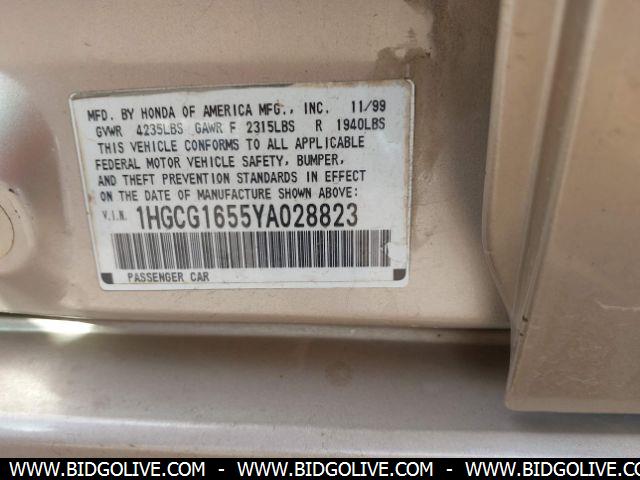 MFD. BY HONDA OF AMERICA MFG., INC. 11/99
GVWR 4235LBS GAWR F 2315LBS R 1940LBS
THIS VEHICLE CONFORMS TO ALL APPLICABLE
FEDERAL MOTOR VEHICLE SAFETY, BUMPER,
AND THEFT PREVENTION STANDARDS IN EFFECT
ON THE DATE OF MANUFACTURE SHOWN ABOVE:
V.I.N. 1HGCG1655YA028823
PASSENGER CAR
WWW.BIDGOLIVE.COM - WWW.BIDGOLIVE.COM - WWW.BIDGOLIVE.COM